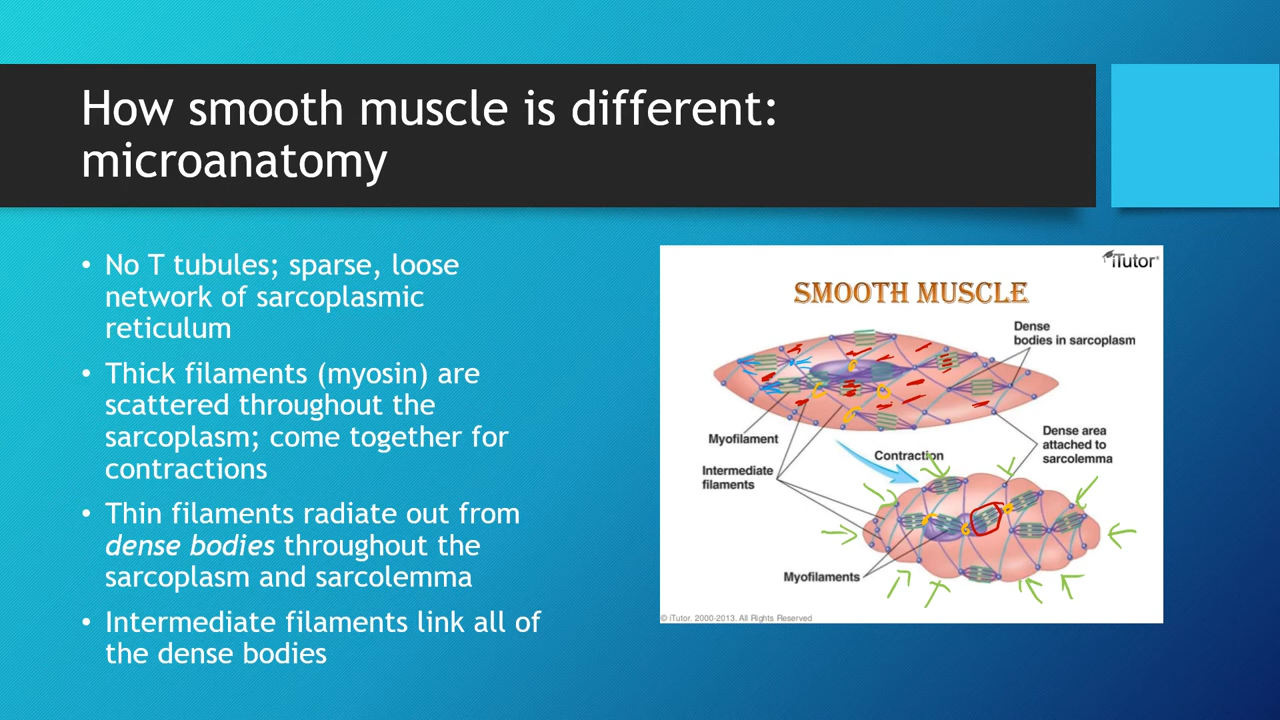 How smooth muscle is different:
microanatomy
• No T tubules; sparse, loose
network of sarcoplasmic
reticulum
• Thick filaments (myosin) are
scattered throughout the
sarcoplasm; come together for
contractions
• Thin filaments radiate out from
dense bodies throughout the
sarcoplasm and sarcolemma
• Intermediate filaments link all of
the dense bodies
iTutor®
SMOOTH MUSCLE
Dense
bodies in sarcoplasm
Myofilament
Intermediate
filaments
Contraction
Dense area
attached to
sarcolemma
Myofilaments
© iTutor. 2000-2013. All Rights Reserved